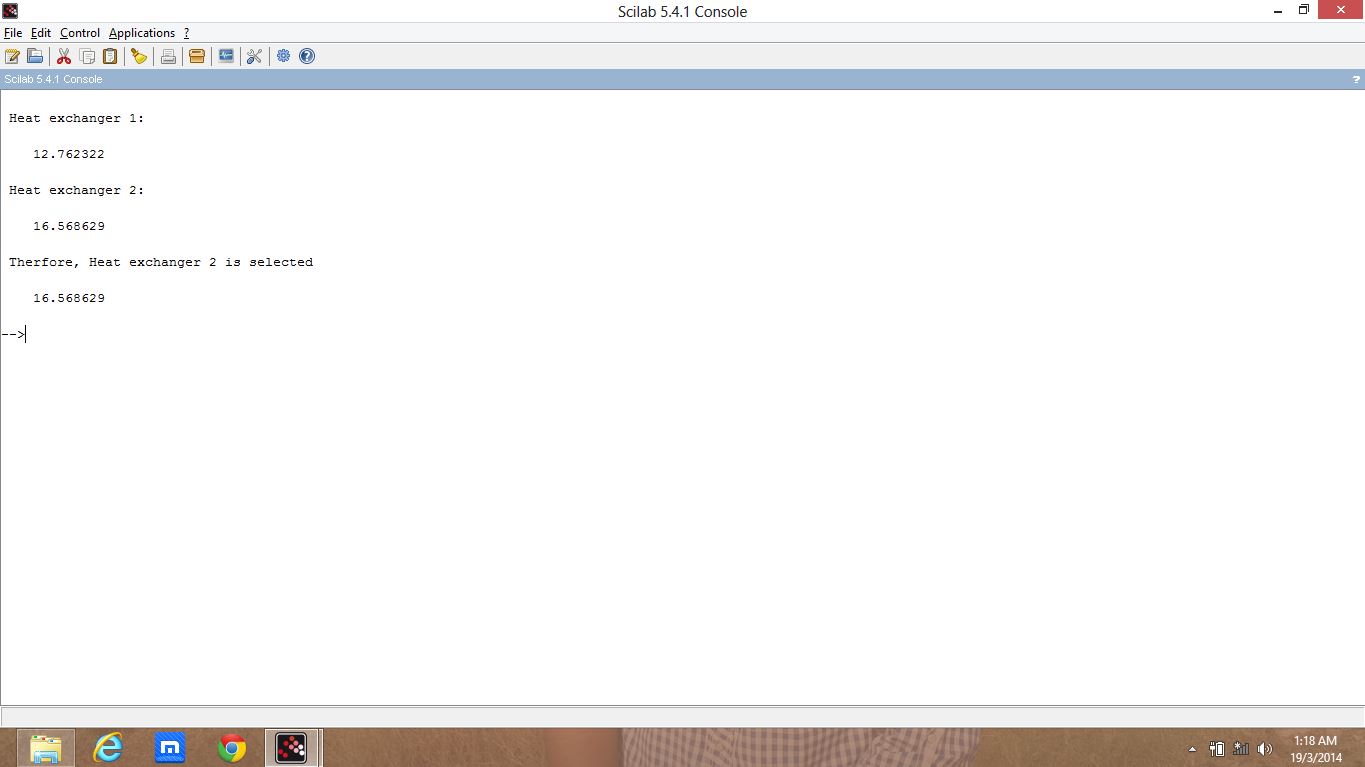 Scilab 5.4.1 Console
File Edit Control Applications ?
Scilab 5.4.1 Console ?
Heat exchanger 1:
12.762322
Heat exchanger 2:
16.568629
Therfore, Heat exchanger 2 is selected
16.568629
-->
1:18 AM
19/3/2014